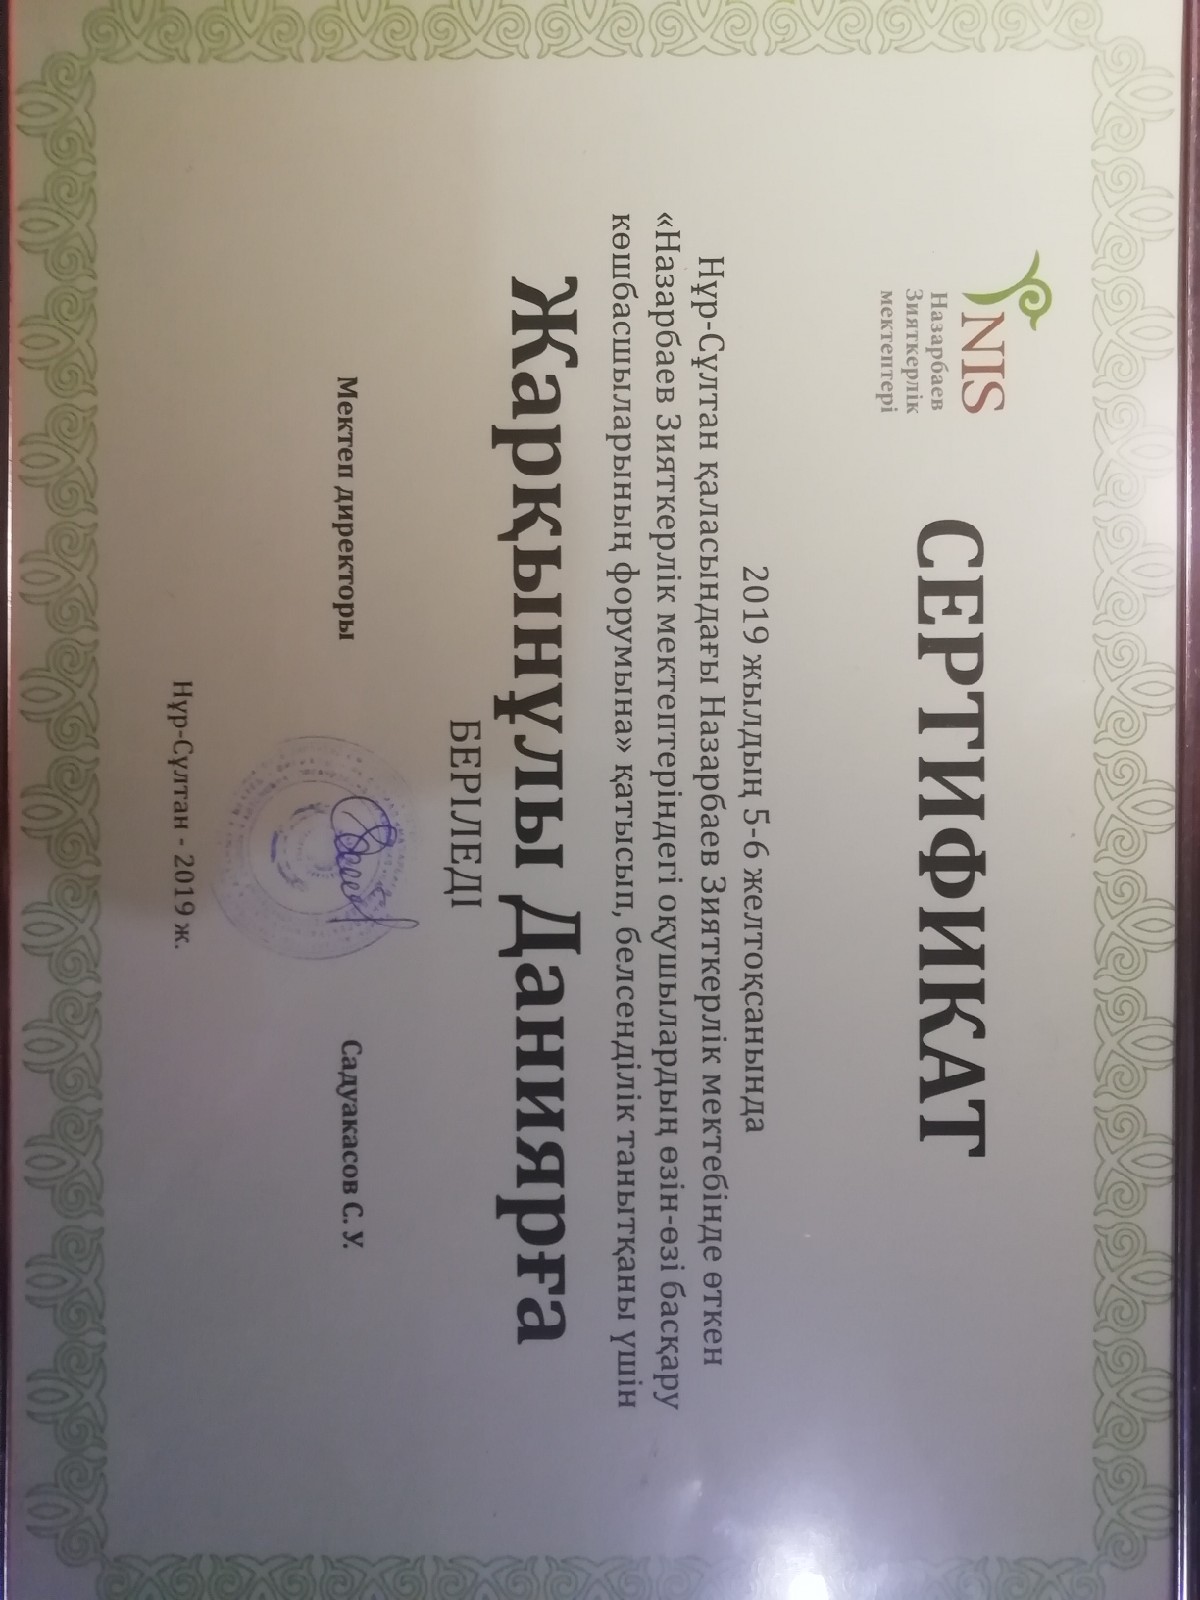 NIS
Назарбаев
Зияткерлік
мектептері
СЕРТИФИКАТ
2019 жылдың 5-6 желтоқсанында
Нұр-Сұлтан қаласындағы Назарбаев Зияткерлік мектебінде өткен
«Назарбаев Зияткерлік мектептеріндегі оқушылардың өзін-өзі басқару
көшбасшыларының форумына» қатысып, белсенділік танытқаны үшін
Жарқынұлы Даниярға
БЕРІЛЕДІ
Мектеп директоры
Садуакасов С. У.
Нұр-Сұлтан - 2019 ж.